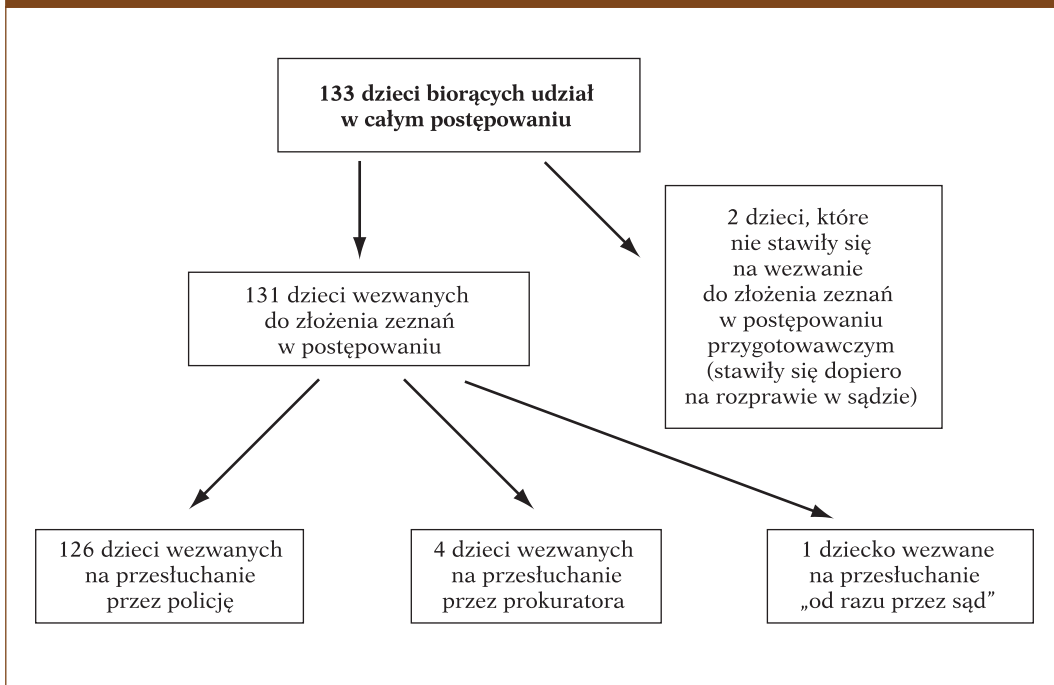 133 dzieci biorących udział
w całym postępowaniu
2 dzieci, które
nie stawiły się
na wezwanie
do złożenia zeznań
w postępowaniu
przygotowawczym
(stawiły się dopiero
na rozprawie w sądzie)
131 dzieci wezwanych
do złożenia zeznań
w postępowaniu
126 dzieci wezwanych
na przesłuchanie
przez policję
4 dzieci wezwanych
na przesłuchanie
przez prokuratora
1 dziecko wezwane
na przesłuchanie
„od razu przez sąd”